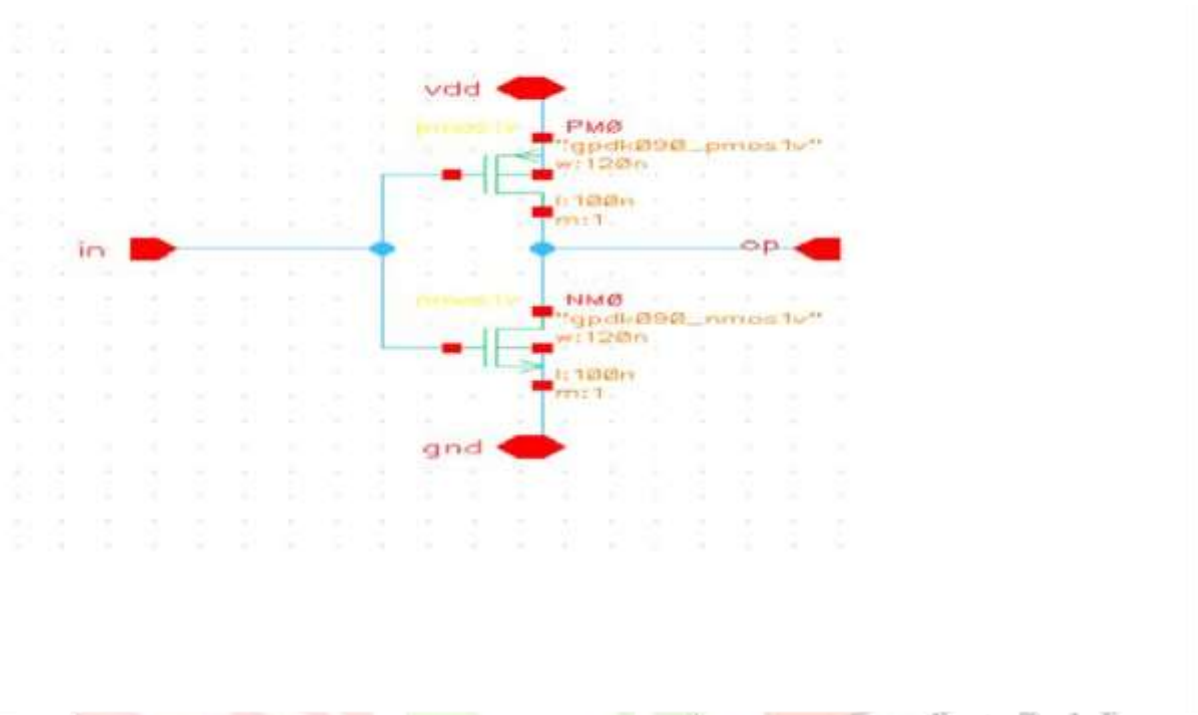 vdd
PM0
"gpdk090_pmos1v"
w:120n
l:100n
m:1
in
op
NM0
"gpdk090_nmos1v"
w:120n
l:100n
m:1
gnd